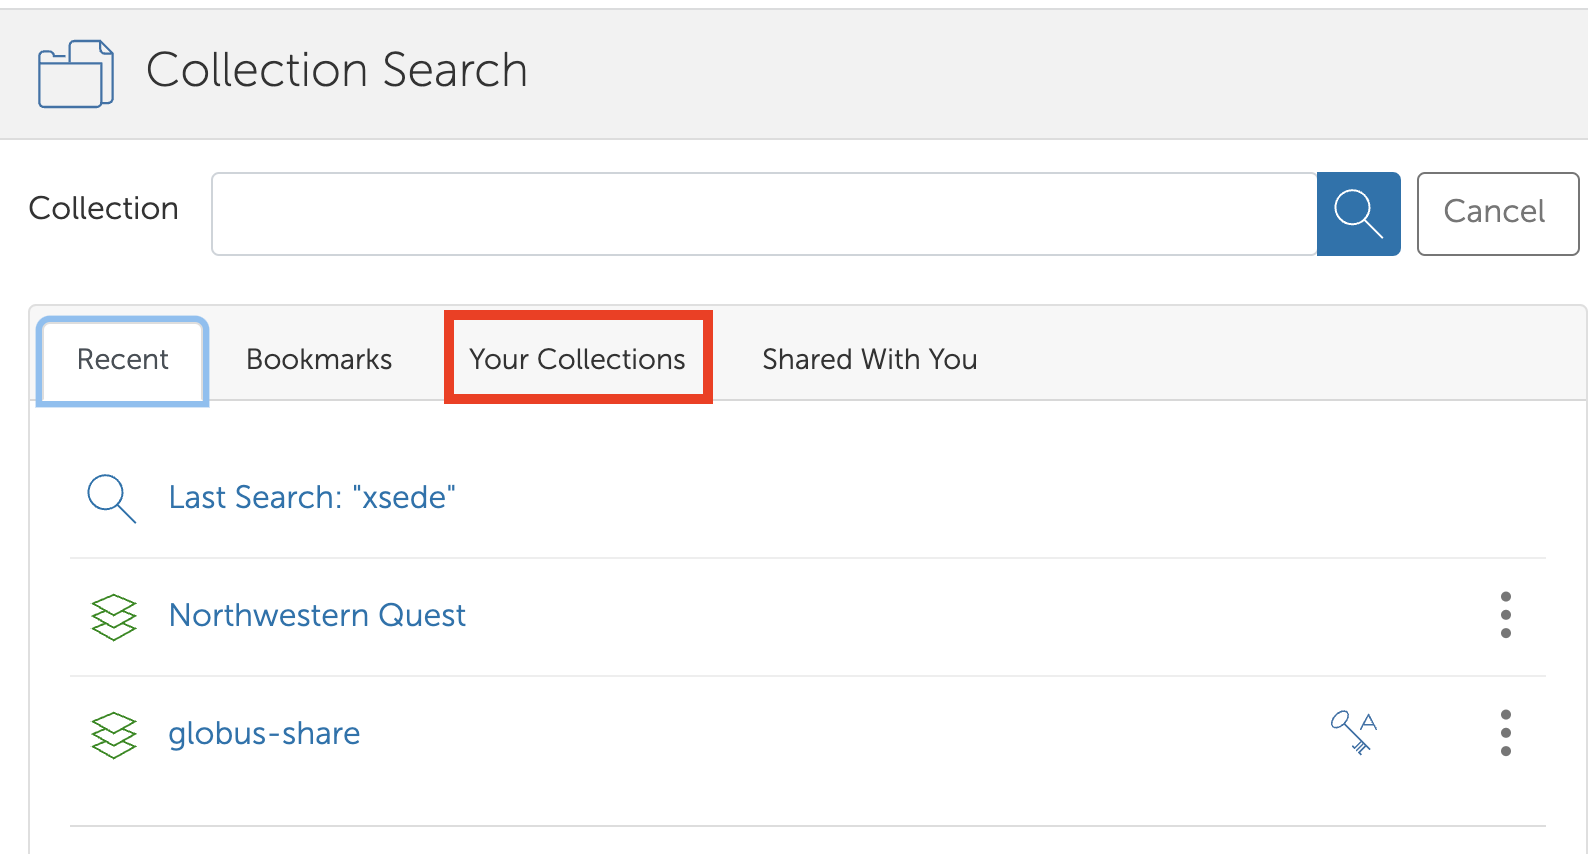 Collection Search
Collection
Cancel
Recent Bookmarks Your Collections Shared With You
Last Search: "xsede"
Northwestern Quest
globus-share
A